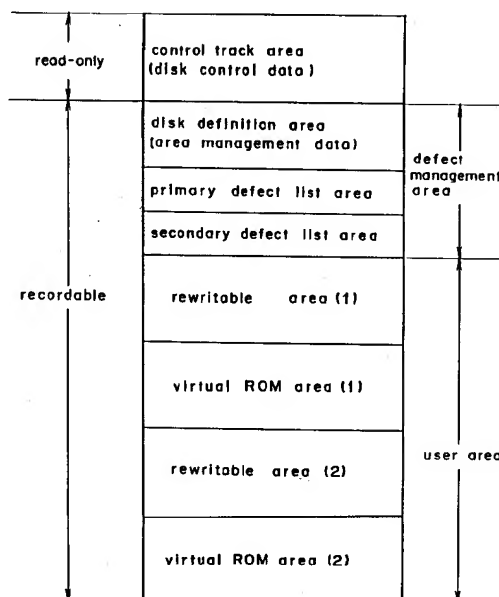 read-only
control track area
(disk control data)
disk definition area
(area management data)
primary defect list area
secondary defect list area
defect
management
area
recordable
rewritable area (1)
virtual ROM area (1)
rewritable area (2)
virtual ROM area (2)
user area